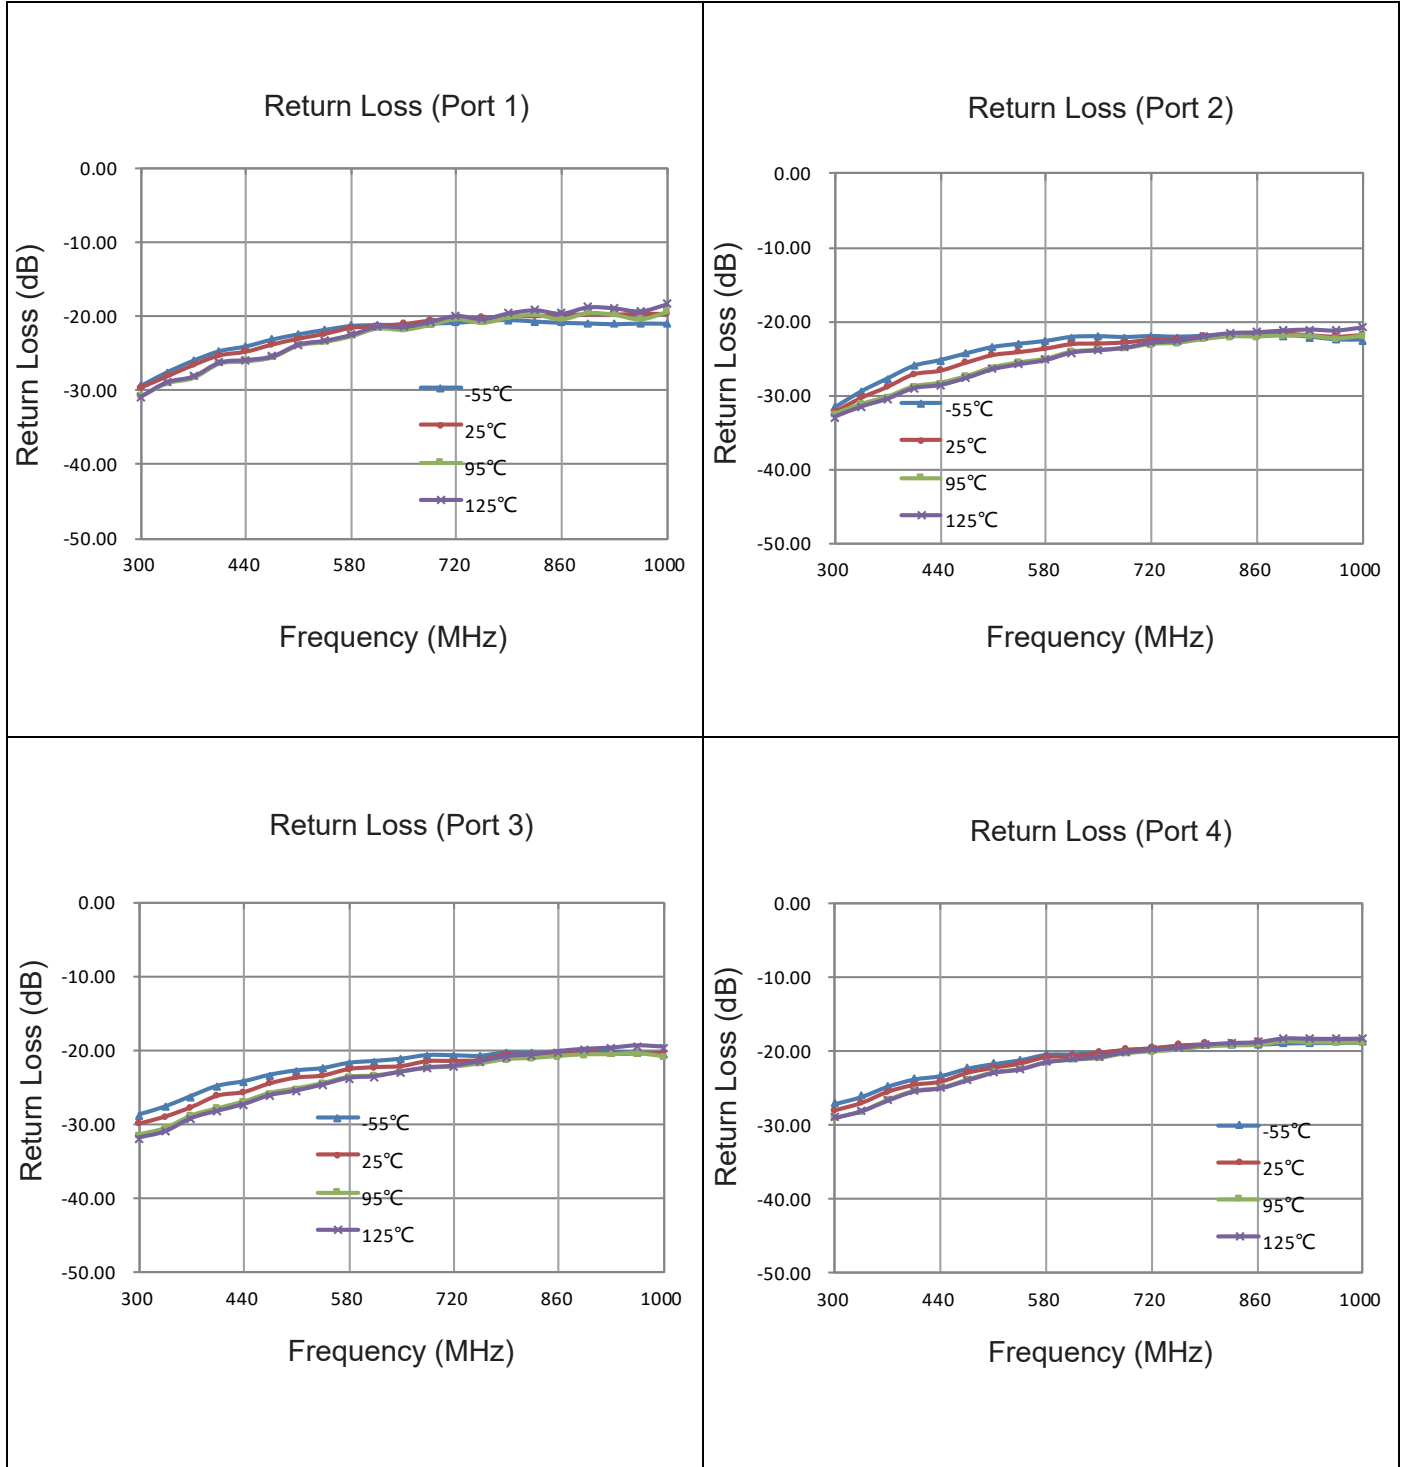 Return Loss (Port 1)
0.00
-10.00
-20.00
-30.00
-40.00
-50.00
Return Loss (dB)
-55℃
25℃
95℃
125℃
300 440 580 720 860 1000
Frequency (MHz)
Return Loss (Port 2)
0.00
-10.00
-20.00
-30.00
-40.00
-50.00
Return Loss (dB)
-55℃
25℃
95℃
125℃
300 440 580 720 860 1000
Frequency (MHz)
Return Loss (Port 3)
0.00
-10.00
-20.00
-30.00
-40.00
-50.00
Return Loss (dB)
-55℃
25℃
95℃
125℃
300 440 580 720 860 1000
Frequency (MHz)
Return Loss (Port 4)
0.00
-10.00
-20.00
-30.00
-40.00
-50.00
Return Loss (dB)
-55℃
25℃
95℃
125℃
300 440 580 720 860 1000
Frequency (MHz)